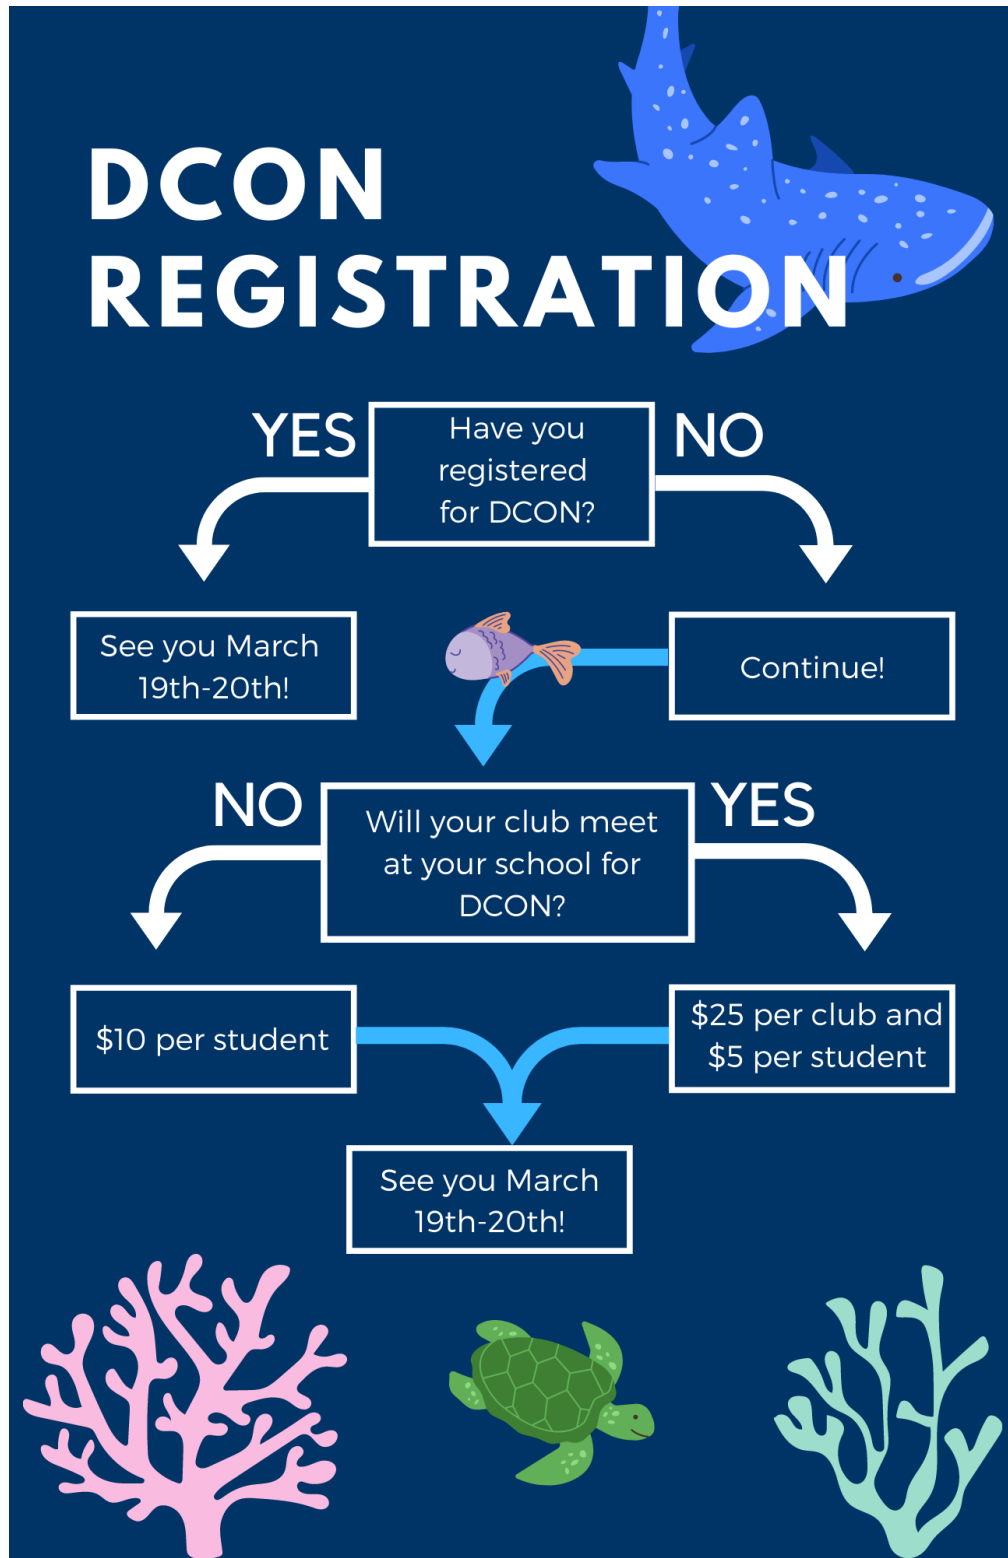 DCON
REGISTRATION
YES
Have you
registered
for DCON?
NO
See you March
19th-20th!
Continue!
NO
Will your club meet
at your school for
DCON?
YES
$10 per student
$25 per club and
$5 per student
See you March
19th-20th!